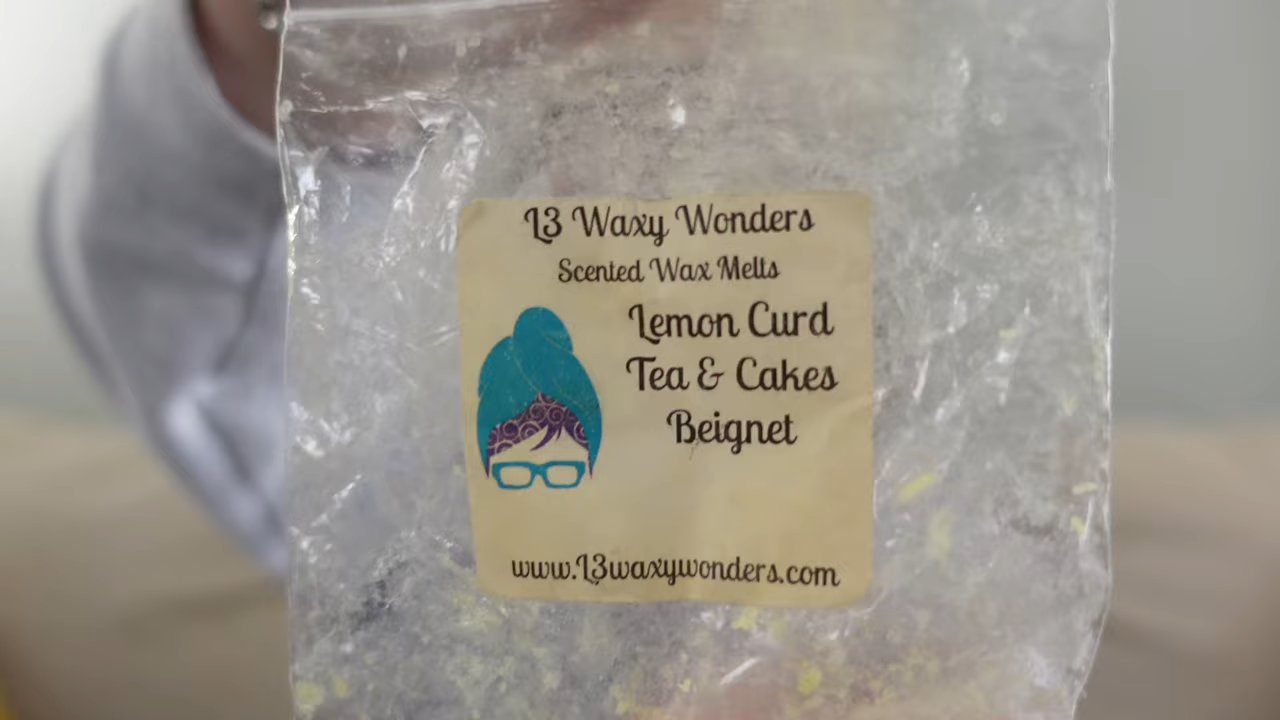 L3 Waxy Wonders
Scented Wax Melts
Lemon Curd
Tea & Cakes
Beignet
www.L3waxywonders.com